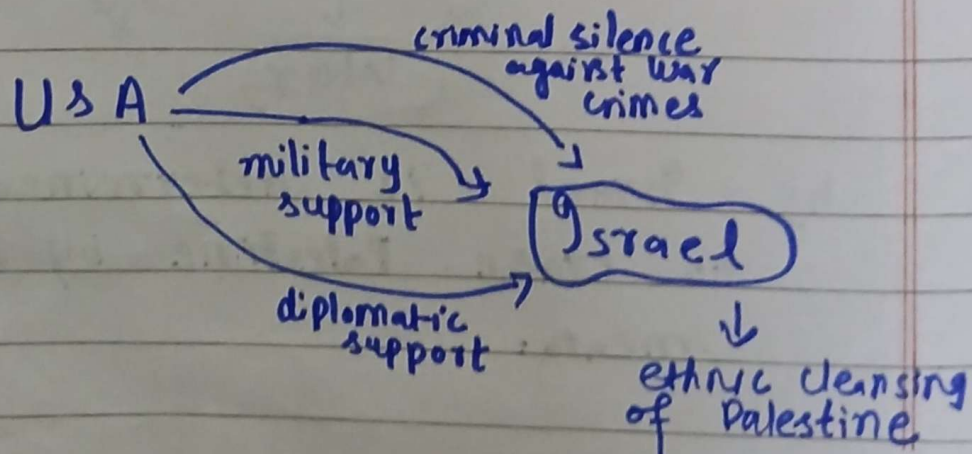 criminal silence
against war
crimes
USA
military
support
Israel
diplomatic
support
ethnic cleansing
of Palestine